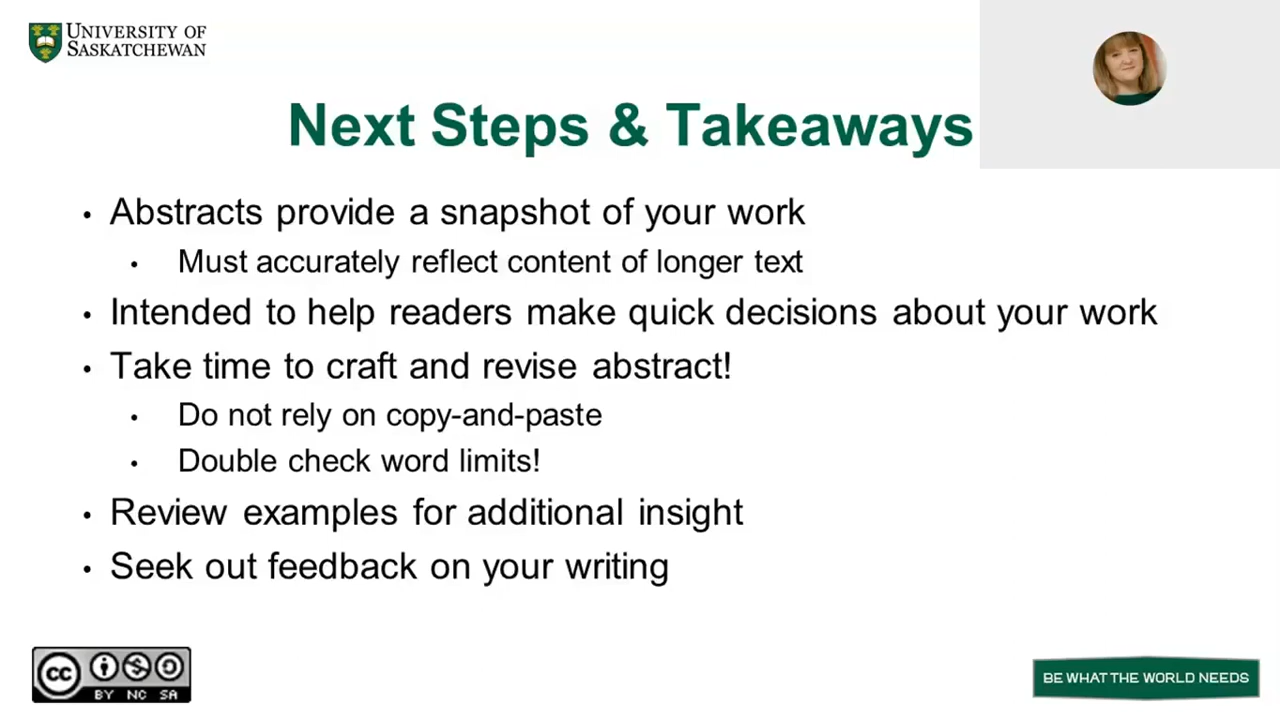 UNIVERSITY OF
SASKATCHEWAN
Next Steps & Takeaways
• Abstracts provide a snapshot of your work
• Must accurately reflect content of longer text
• Intended to help readers make quick decisions about your work
• Take time to craft and revise abstract!
• Do not rely on copy-and-paste
• Double check word limits!
• Review examples for additional insight
• Seek out feedback on your writing
cc
BY NC SA
BE WHAT THE WORLD NEEDS